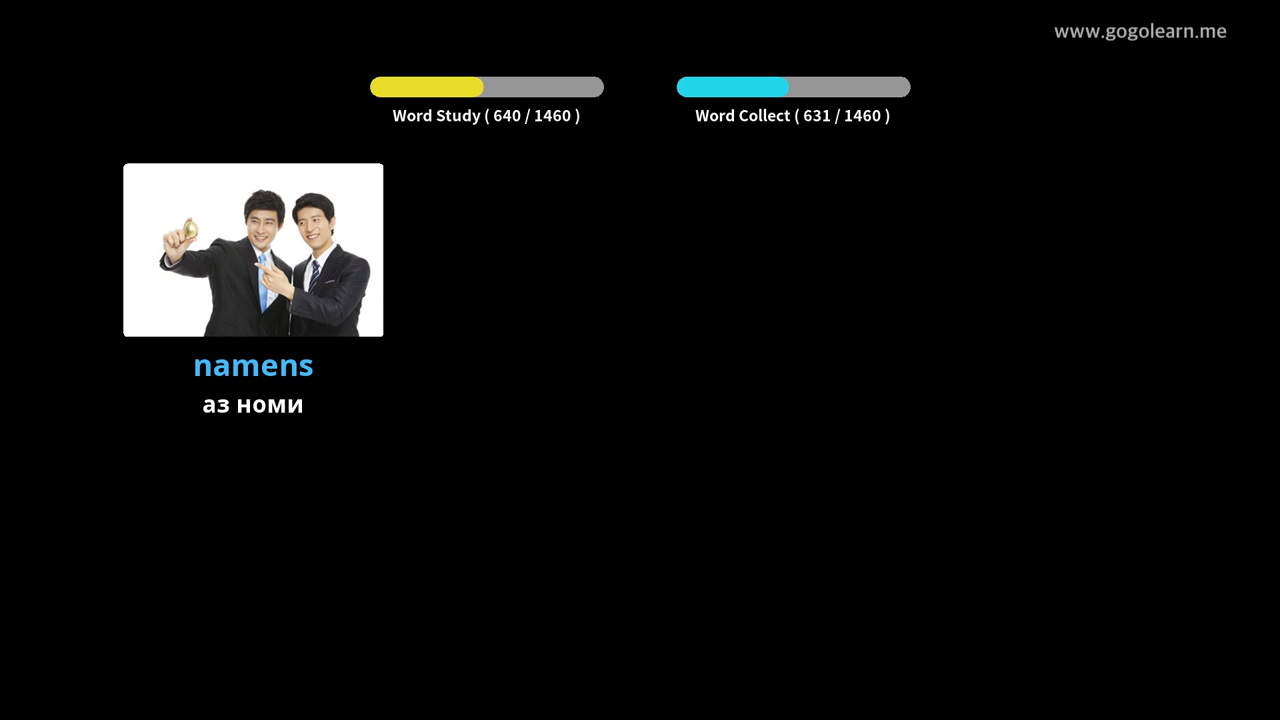 www.gogolearn.me
Word Study ( 640 / 1460 )
Word Collect ( 631 / 1460 )
namens
аз номи